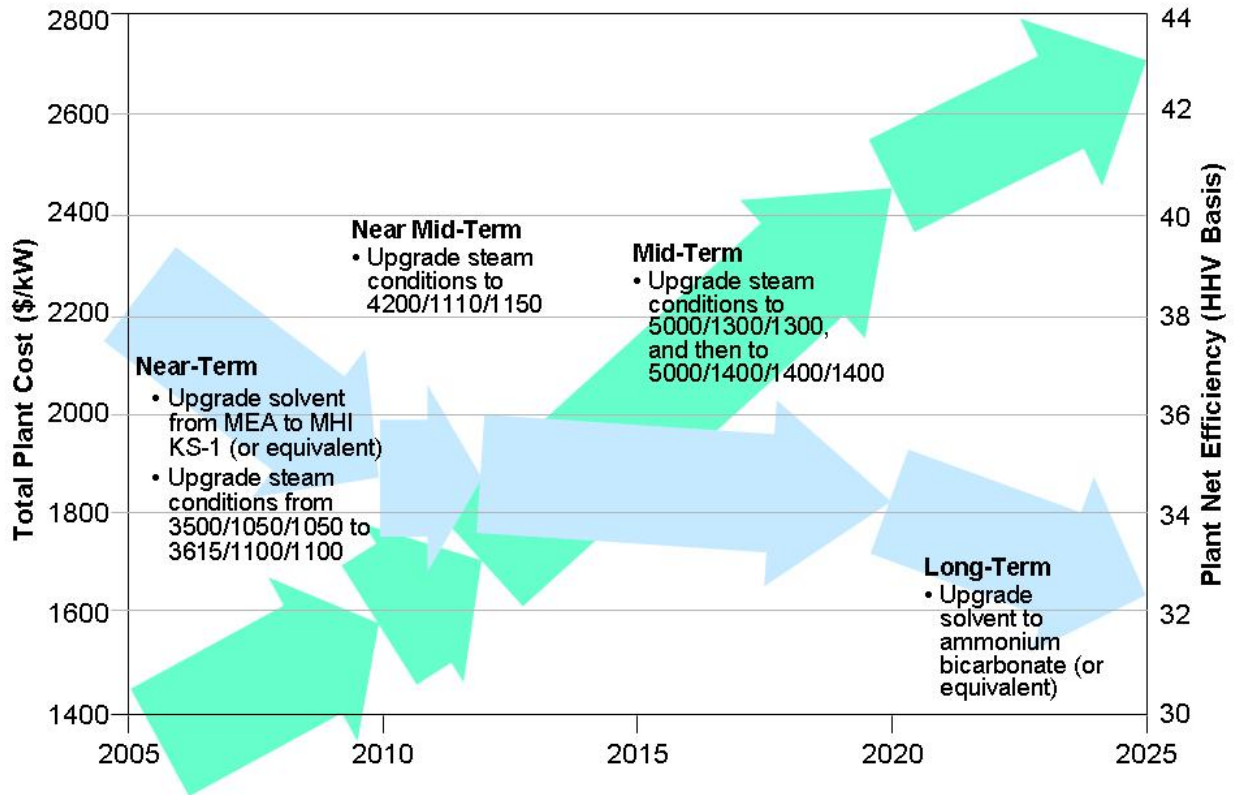 Total Plant Cost ($/kW)
2800
2600
2400
2200
2000
1800
1600
1400
Near-Term
• Upgrade solvent
from MEA to MHI
KS-1 (or equivalent)
• Upgrade steam
conditions from
3500/1050/1050 to
3615/1100/1100
Near Mid-Term
• Upgrade steam
conditions to
4200/1110/1150
Mid-Term
• Upgrade steam
conditions to
5000/1300/1300,
and then to
5000/1400/1400/1400
Long-Term
• Upgrade
solvent to
ammonium
bicarbonate (or
equivalent)
44
42
40
38
36
34
32
30
Plant Net Efficiency (HHV Basis)
2005 2010 2015 2020 2025